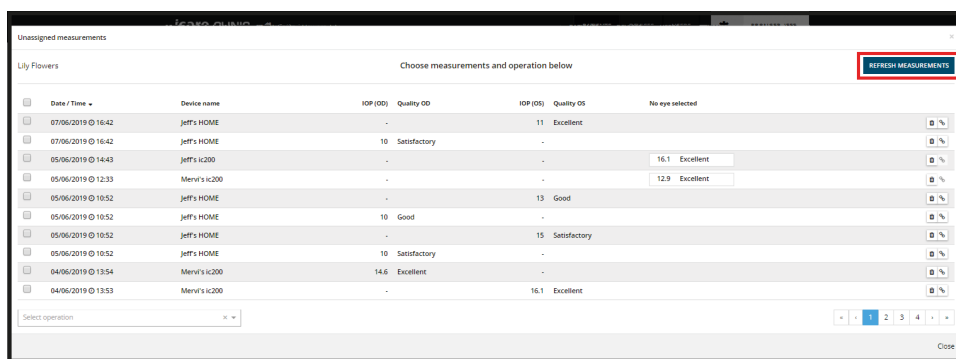 iCare CLINIC
Unassigned measurements ×
Lily Flowers Choose measurements and operation below REFRESH MEASUREMENTS
Date / Time Device name IOP (OD) Quality OD IOP (OS) Quality OS No eye selected
07/06/2019 16:42 Jeff's HOME - 11 Excellent
07/06/2019 16:42 Jeff's HOME 10 Satisfactory -
05/06/2019 14:43 Jeff's ic200 - - 16.1 Excellent
05/06/2019 12:33 Mervi's ic200 - - 12.9 Excellent
05/06/2019 10:52 Jeff's HOME - 13 Good
05/06/2019 10:52 Jeff's HOME 10 Good -
05/06/2019 10:52 Jeff's HOME - 15 Satisfactory
05/06/2019 10:52 Jeff's HOME 10 Satisfactory -
04/06/2019 13:54 Mervi's ic200 14.6 Excellent -
04/06/2019 13:53 Mervi's ic200 - 16.1 Excellent
Select operation × « ‹ 1 2 3 4 › »
Close